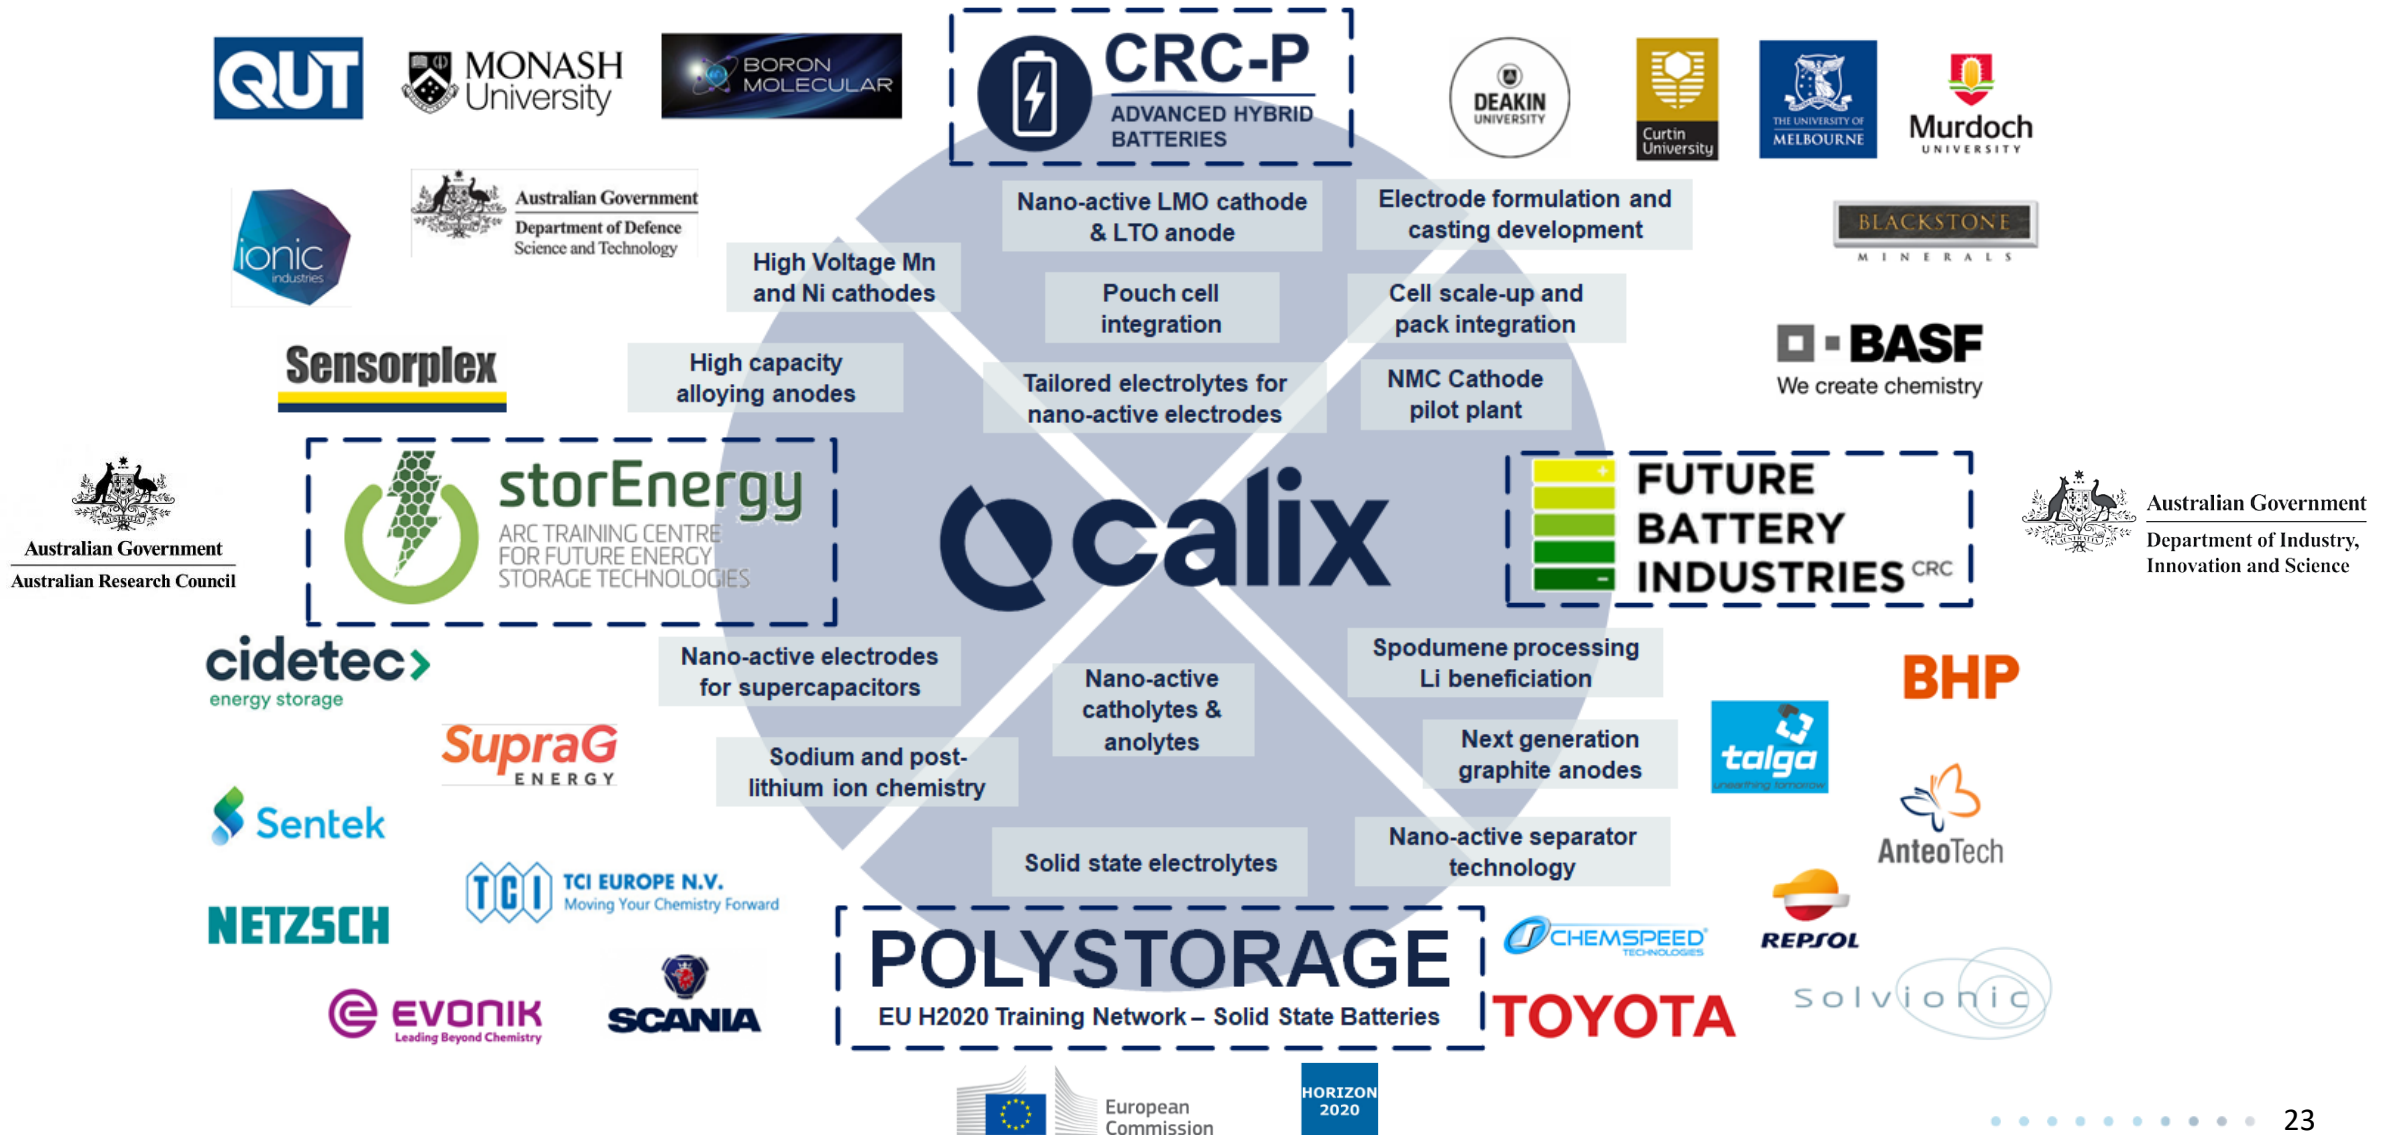 QUT
MONASH
University
BORON
MOLECULAR
CRC-P
ADVANCED HYBRID
BATTERIES
DEAKIN
UNIVERSITY
Curtin
University
THE UNIVERSITY OF
MELBOURNE
Murdoch
UNIVERSITY
ionic
industries
Australian Government
Department of Defence
Science and Technology
High Voltage Mn
and Ni cathodes
Nano-active LMO cathode
& LTO anode
Electrode formulation and
casting development
BLACKSTONE
MINERALS
Pouch cell
integration
Cell scale-up and
pack integration
Sensorplex
High capacity
alloying anodes
Tailored electrolytes for
nano-active electrodes
NMC Cathode
pilot plant
BASF
We create chemistry
Australian Government
Australian Research Council
storEnergy
ARC TRAINING CENTRE
FOR FUTURE ENERGY
STORAGE TECHNOLOGIES
calix
+
-
FUTURE
BATTERY
INDUSTRIES CRC
Australian Government
Department of Industry,
Innovation and Science
cidetec>
energy storage
Nano-active electrodes
for supercapacitors
Nano-active
catholytes &
anolytes
Spodumene processing
Li beneficiation
BHP
SupraG
ENERGY
Sodium and post-
lithium ion chemistry
Next generation
graphite anodes
talga
unearthing tomorrow
Sentek
AnteoTech
Solid state electrolytes
Nano-active separator
technology
TCI
TCI EUROPE N.V.
Moving Your Chemistry Forward
NETZSCH
POLYSTORAGE
EU H2020 Training Network – Solid State Batteries
CHEMSPEED
TECHNOLOGIES
REPSOL
EVONIK
Leading Beyond Chemistry
SCANIA
TOYOTA
Solvionic
European
Commission
HORIZON
2020
23